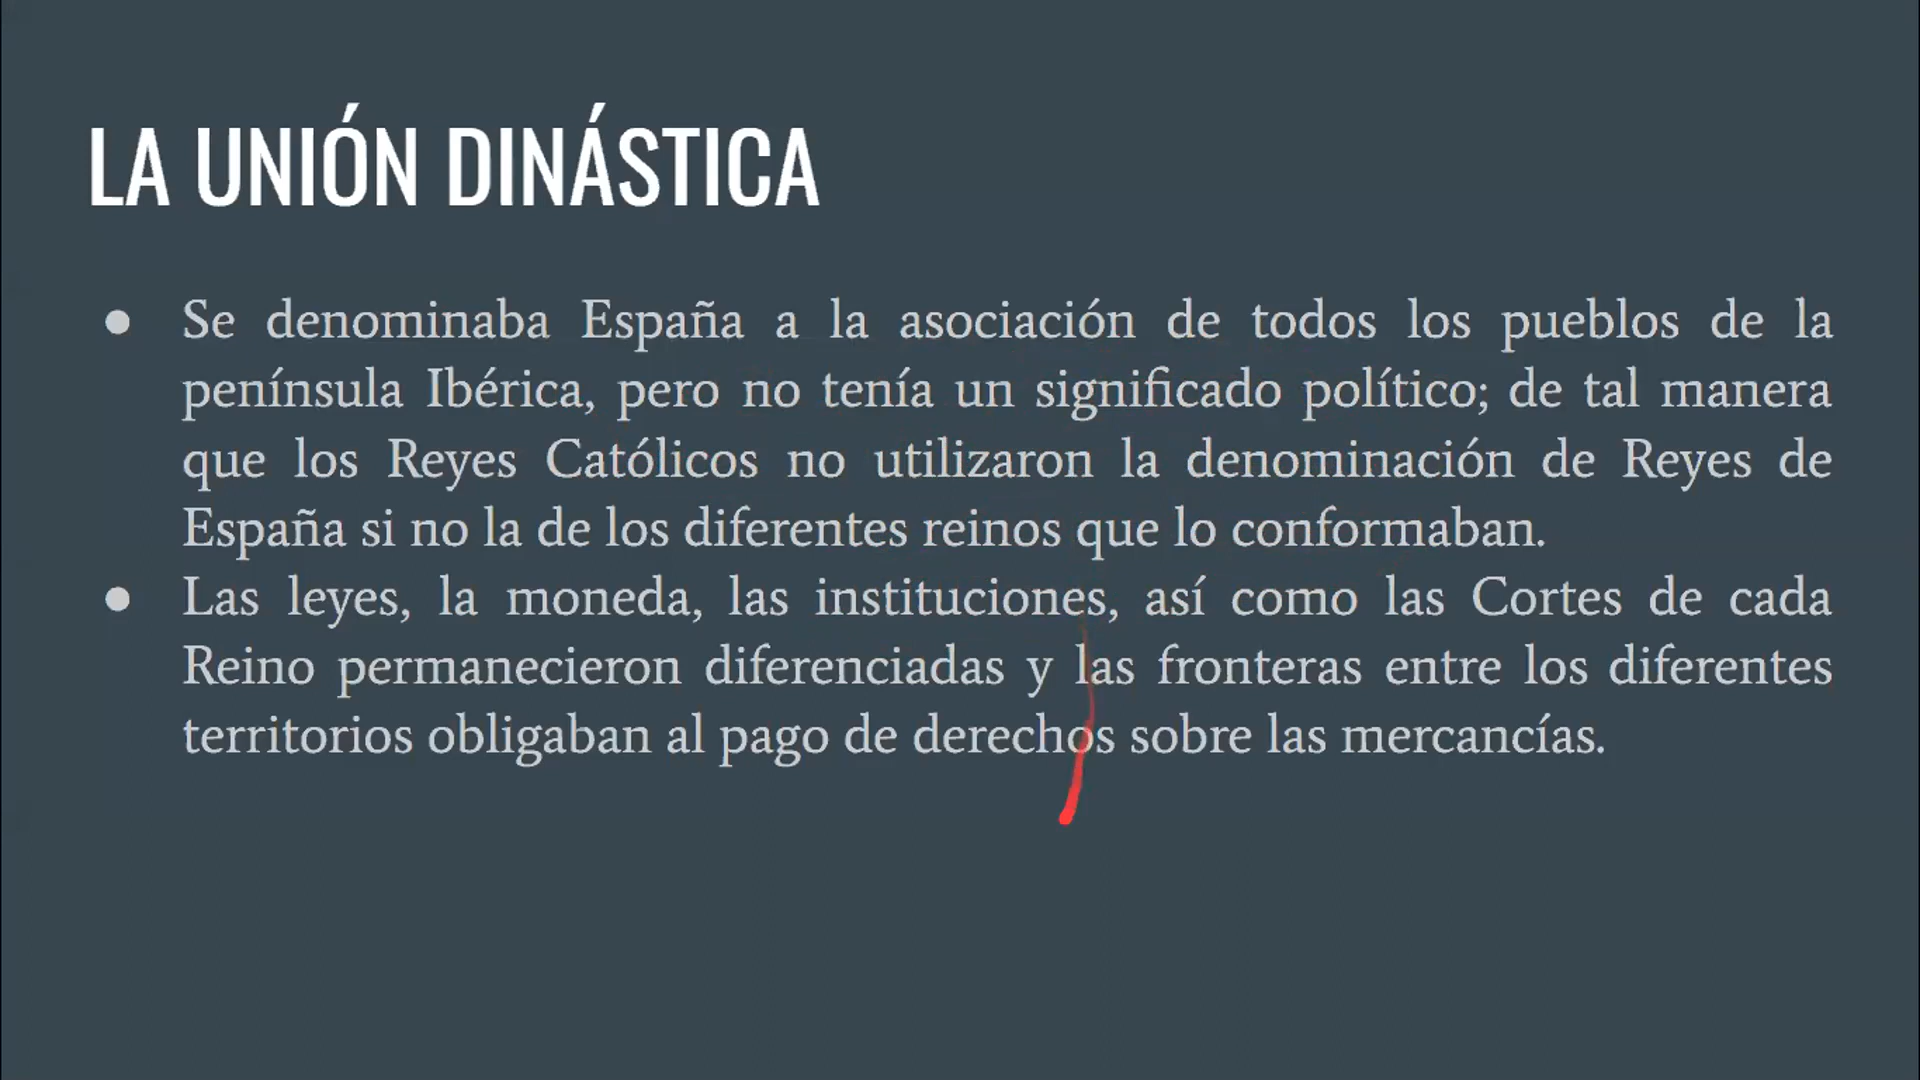 LA UNIÓN DINÁSTICA
● Se denominaba España a la asociación de todos los pueblos de la
península Ibérica, pero no tenía un significado político; de tal manera
que los Reyes Católicos no utilizaron la denominación de Reyes de
España si no la de los diferentes reinos que lo conformaban.
● Las leyes, la moneda, las instituciones, así como las Cortes de cada
Reino permanecieron diferenciadas y las fronteras entre los diferentes
territorios obligaban al pago de derechos sobre las mercancías.